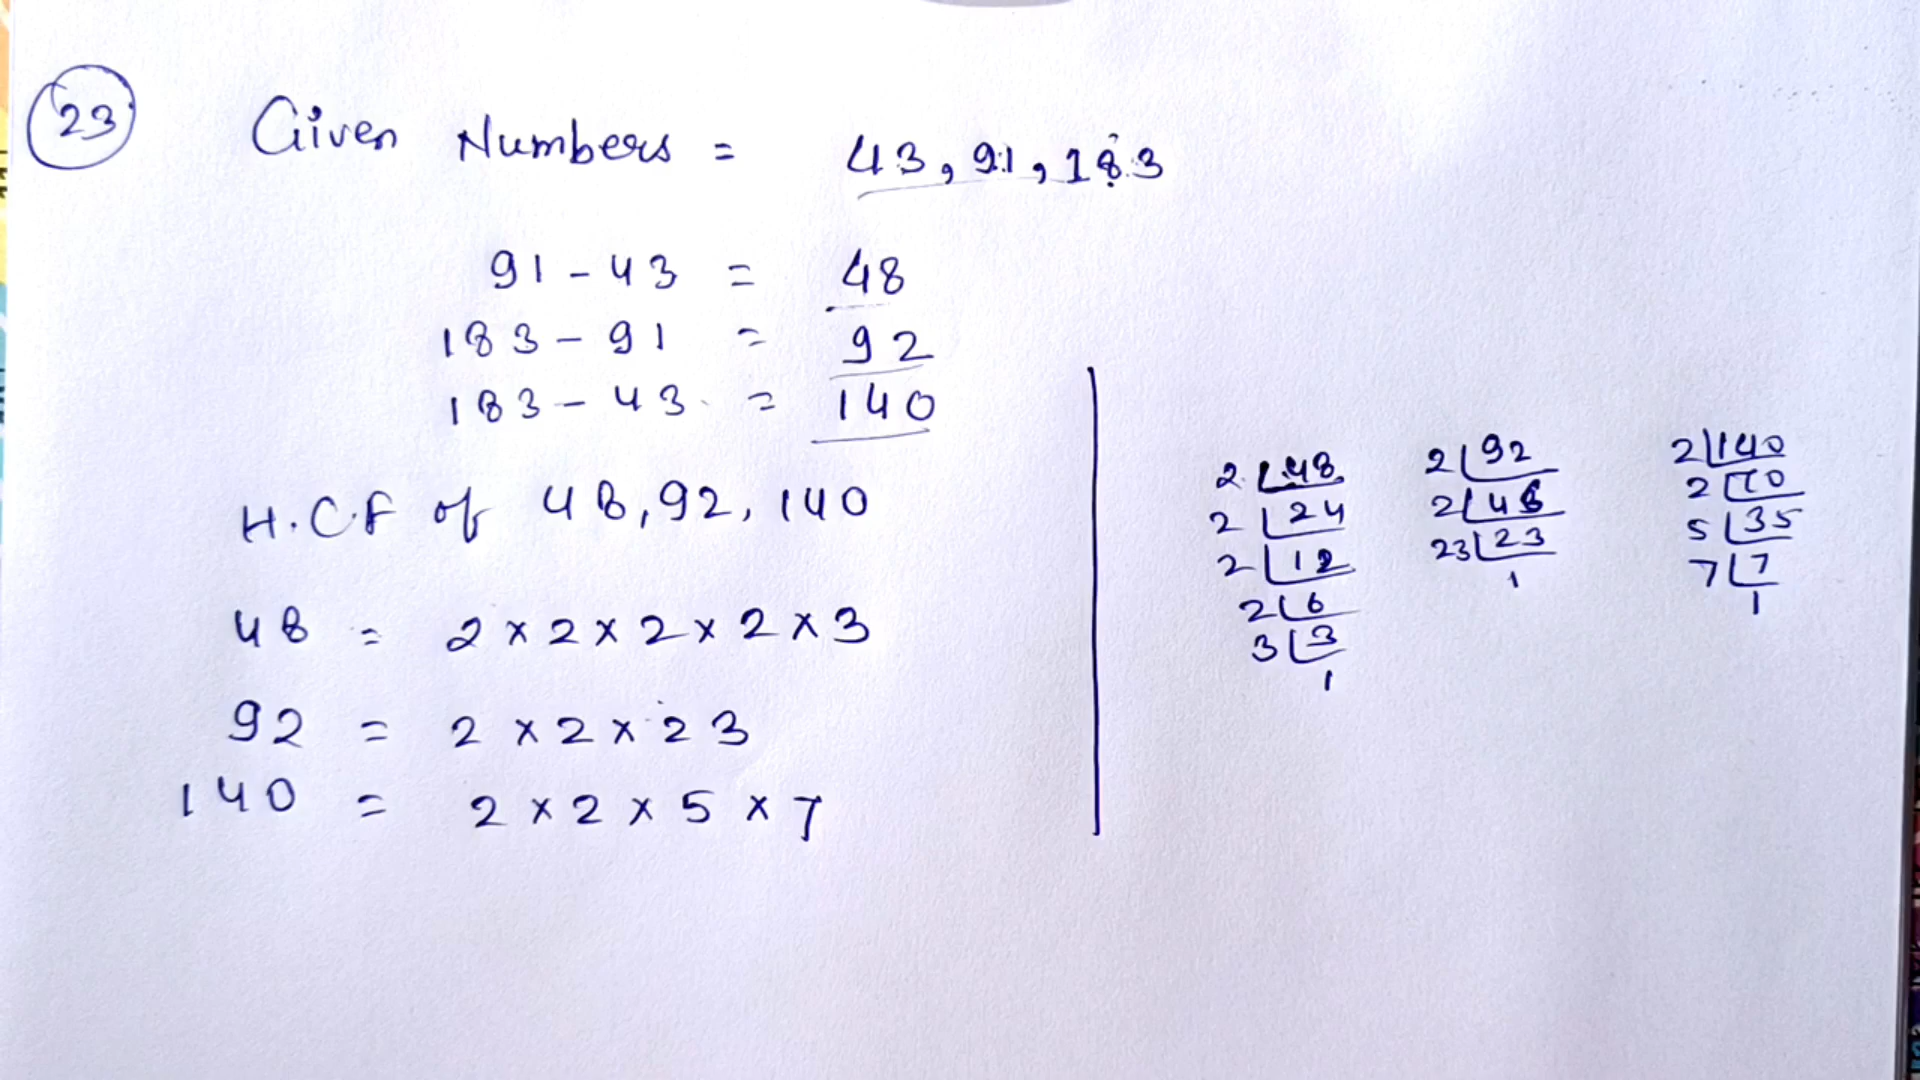 23
Given Numbers = 43, 91, 183
91 - 43 = 48
183 - 91 = 92
183 - 43 = 140
H.C.F of 48, 92, 140
48 = 2 × 2 × 2 × 2 × 3
92 = 2 × 2 × 23
140 = 2 × 2 × 5 × 7
2 48
2 24
2 12
2 6
3 3
1
2 92
2 46
23 23
1
2 140
2 70
5 35
7 7
1